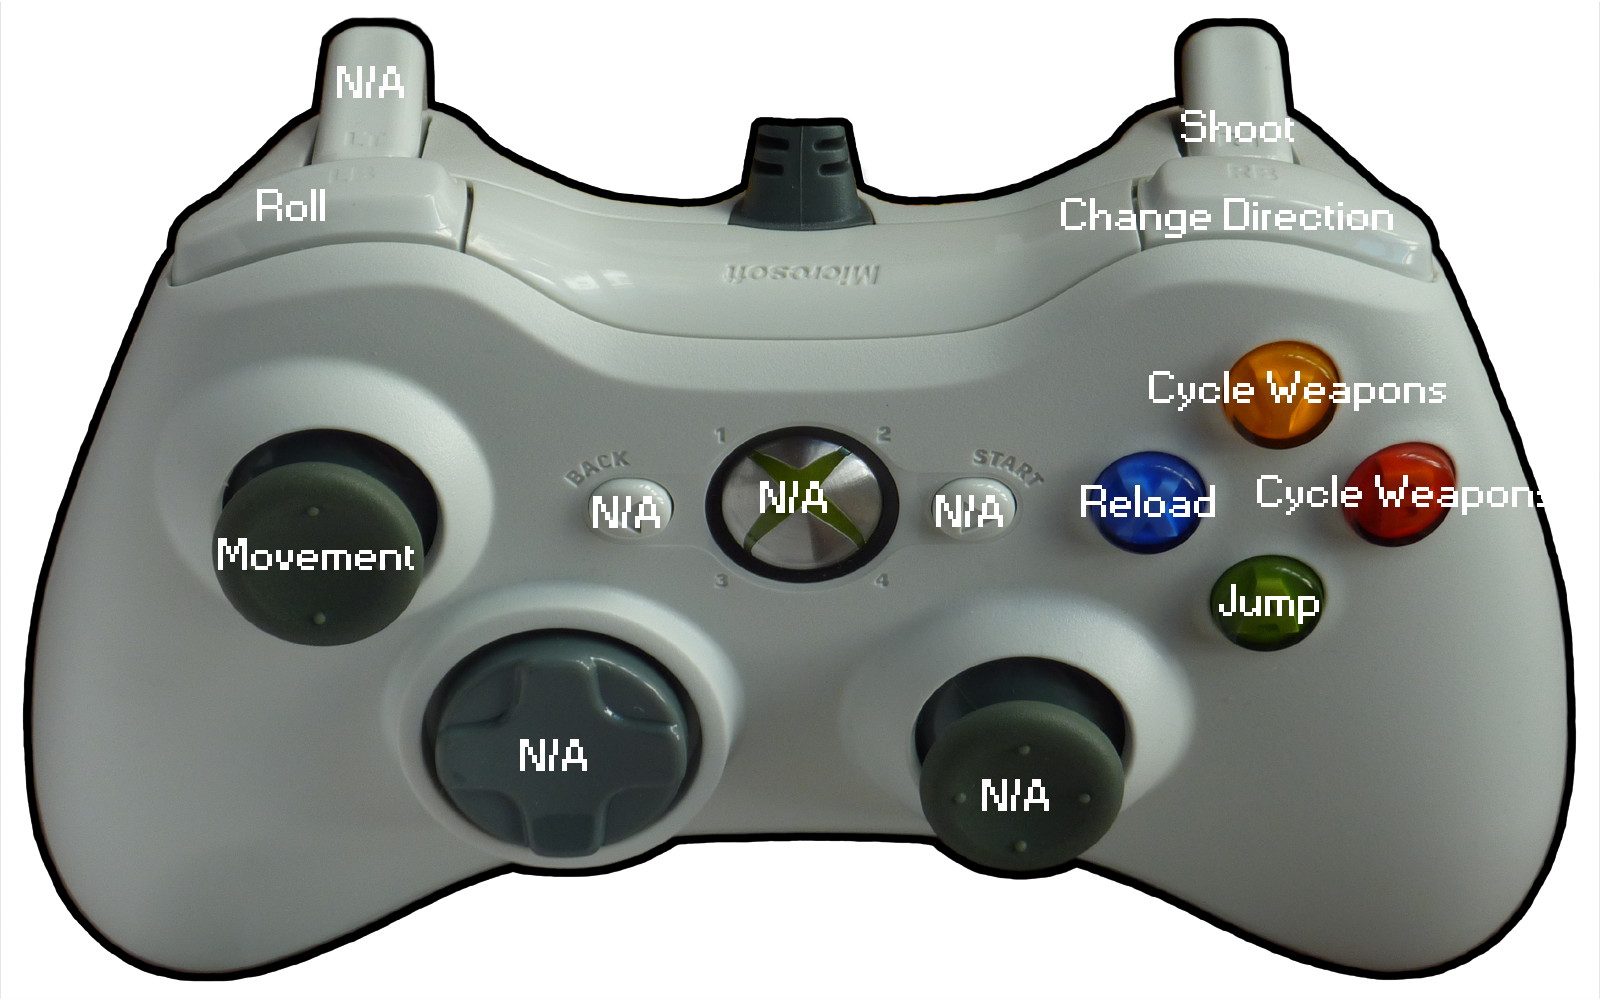 N/A
LT
Shoot
LB
RB
Roll
Change Direction
Microsoft
Cycle Weapons
1
2
BACK
START
N/A
N/A
N/A
Reload
Cycle Weapons
Movement
3
4
Jump
N/A
N/A